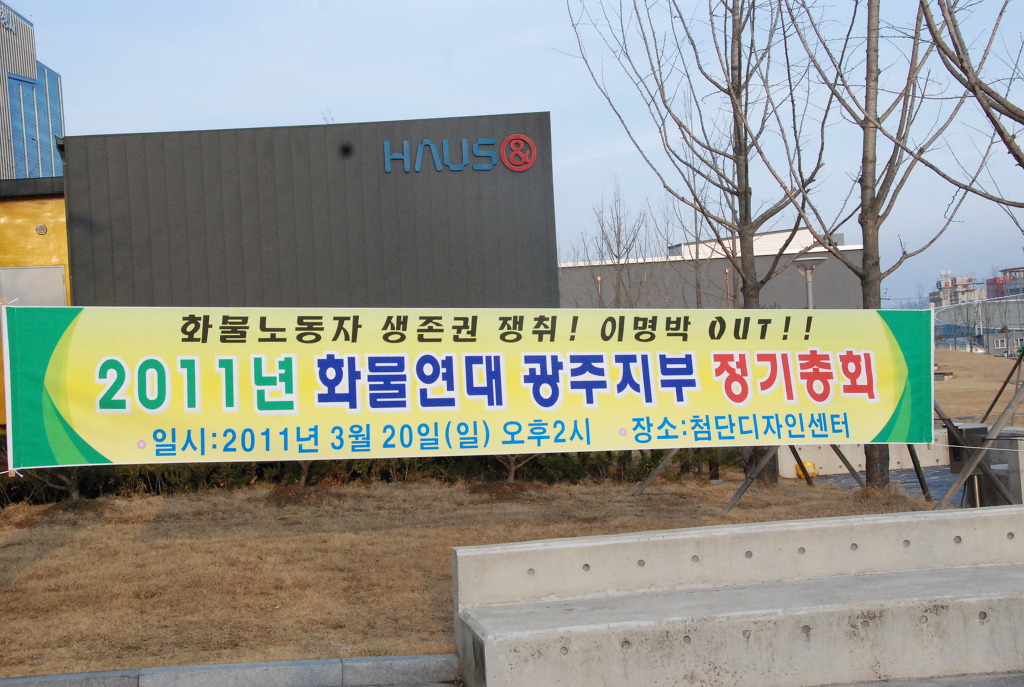 HAUS&
화물노동자 생존권 쟁취! 이명박 OUT!!
2011년 화물연대 광주지부 정기총회
일시:2011년 3월 20일(일) 오후2시 장소:첨단디자인센터